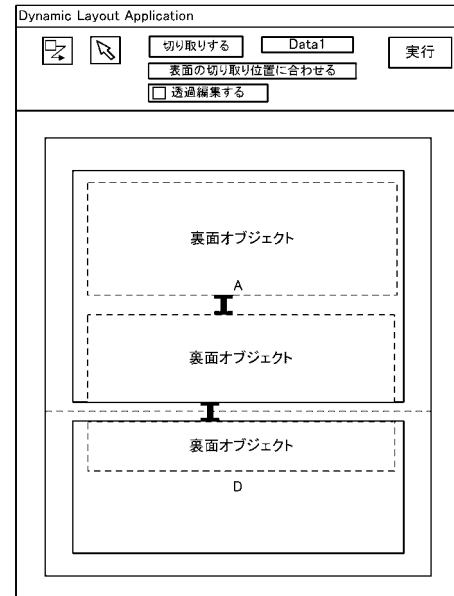 Dynamic Layout Application
切り取りする
Data1
実行
表面の切り取り位置に合わせる
透過編集する
裏面オブジェクト
A
裏面オブジェクト
裏面オブジェクト
D